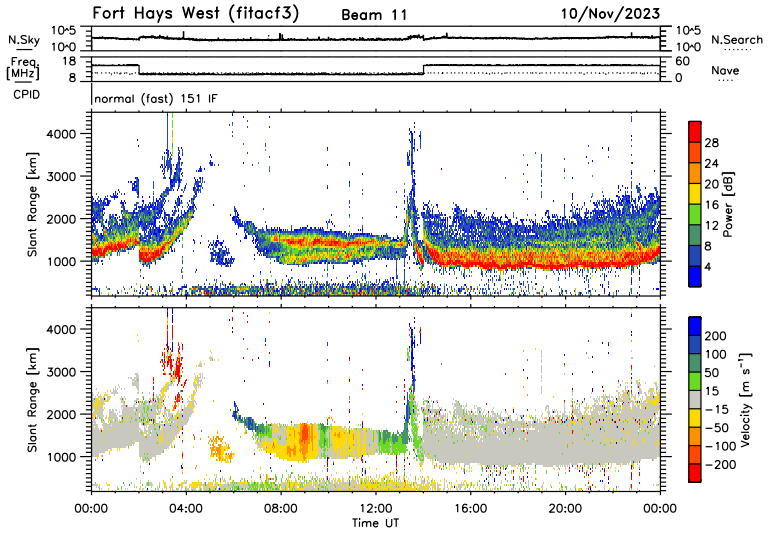 Fort Hays West (fitacf3) Beam 11 10/Nov/2023
N.Sky 10^5 10^0 10^5 10^0 N.Search
Freq. [MHz] 18 8 60 0 Nave
CPID normal (fast) 151 IF
Slant Range [km] 4000 3000 2000 1000
28 24 20 16 12 8 4 Power [dB]
Slant Range [km] 4000 3000 2000 1000
200 100 50 15 −15 −50 −100 −200 Velocity [m s⁻¹]
00:00 04:00 08:00 12:00 16:00 20:00 00:00
Time UT